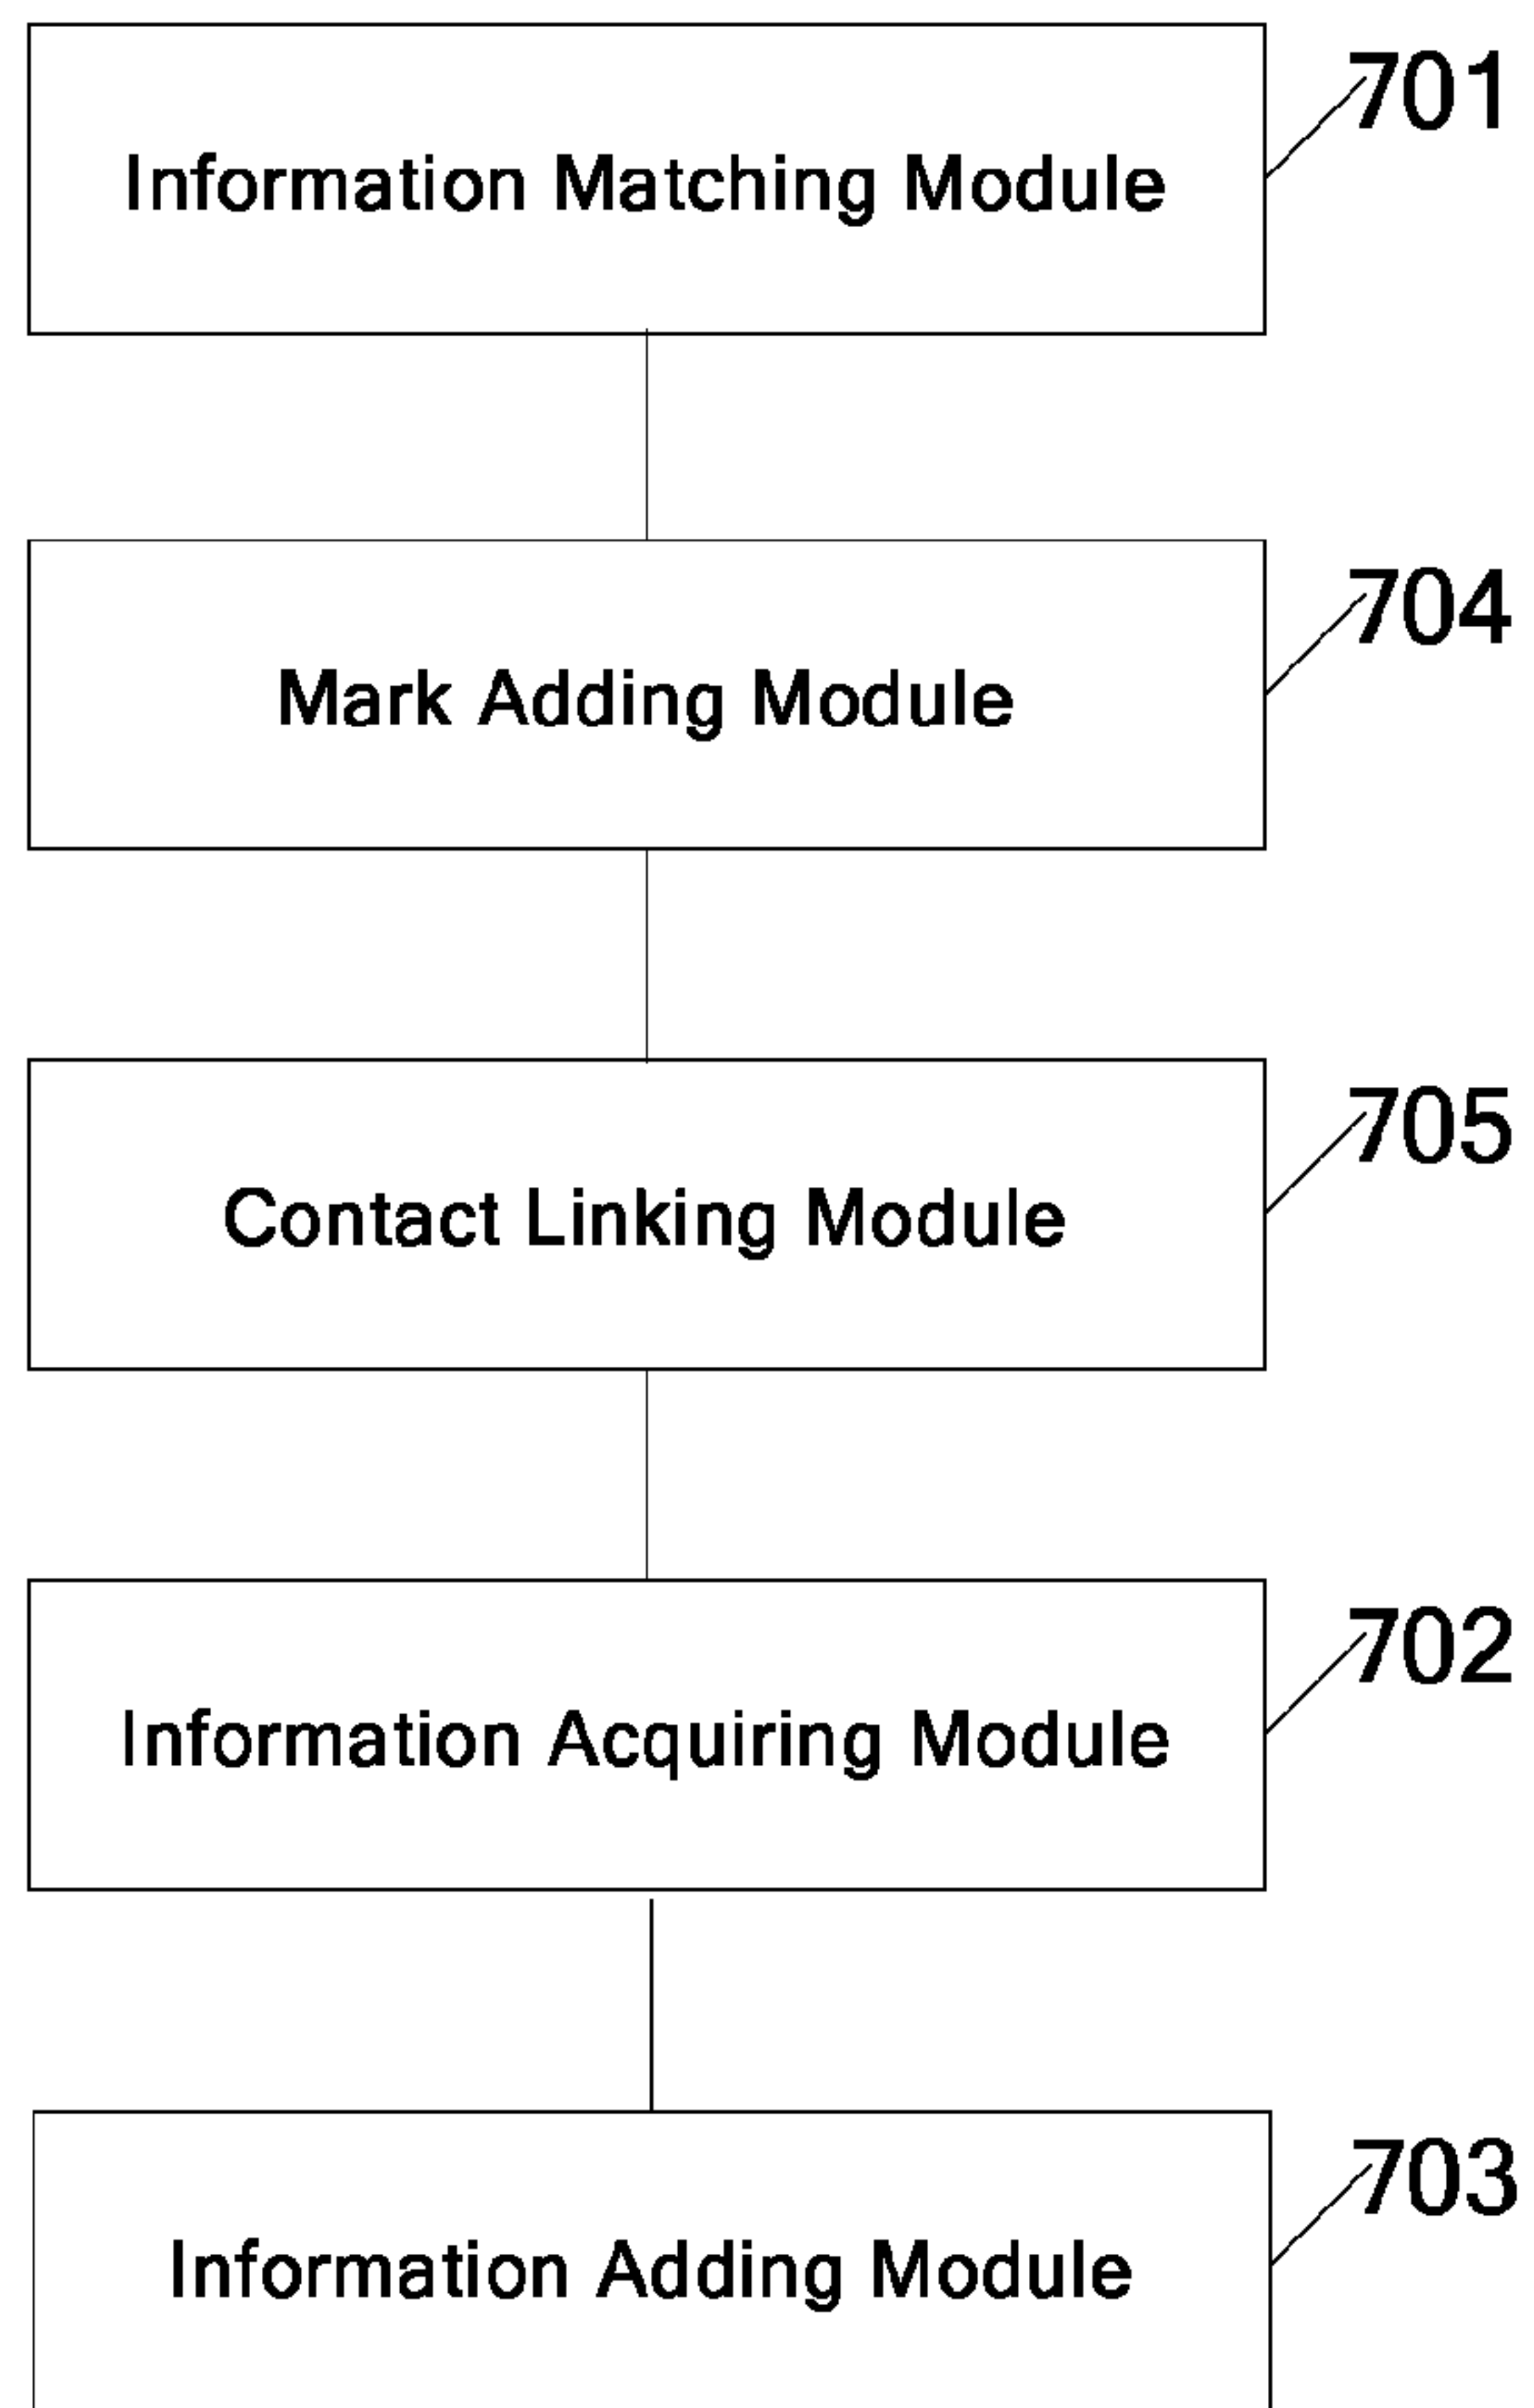 701
Information Matching Module
704
Mark Adding Module
705
Contact Linking Module
702
Information Acquiring Module
703
Information Adding Module